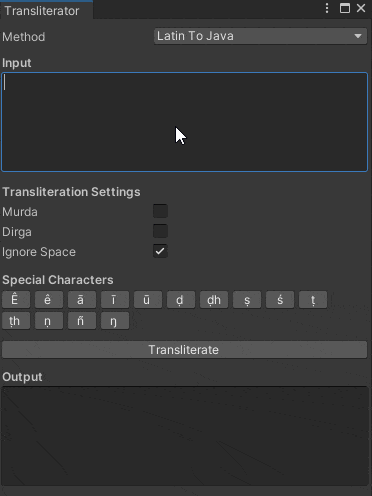 Transliterator
Method Latin To Java
Input
Transliteration Settings
Murda
Dirga
Ignore Space
Special Characters
Ê ê ā ī ū ḍ ḍh ṣ ś ṭ
ṭh ṇ ñ ŋ
Transliterate
Output